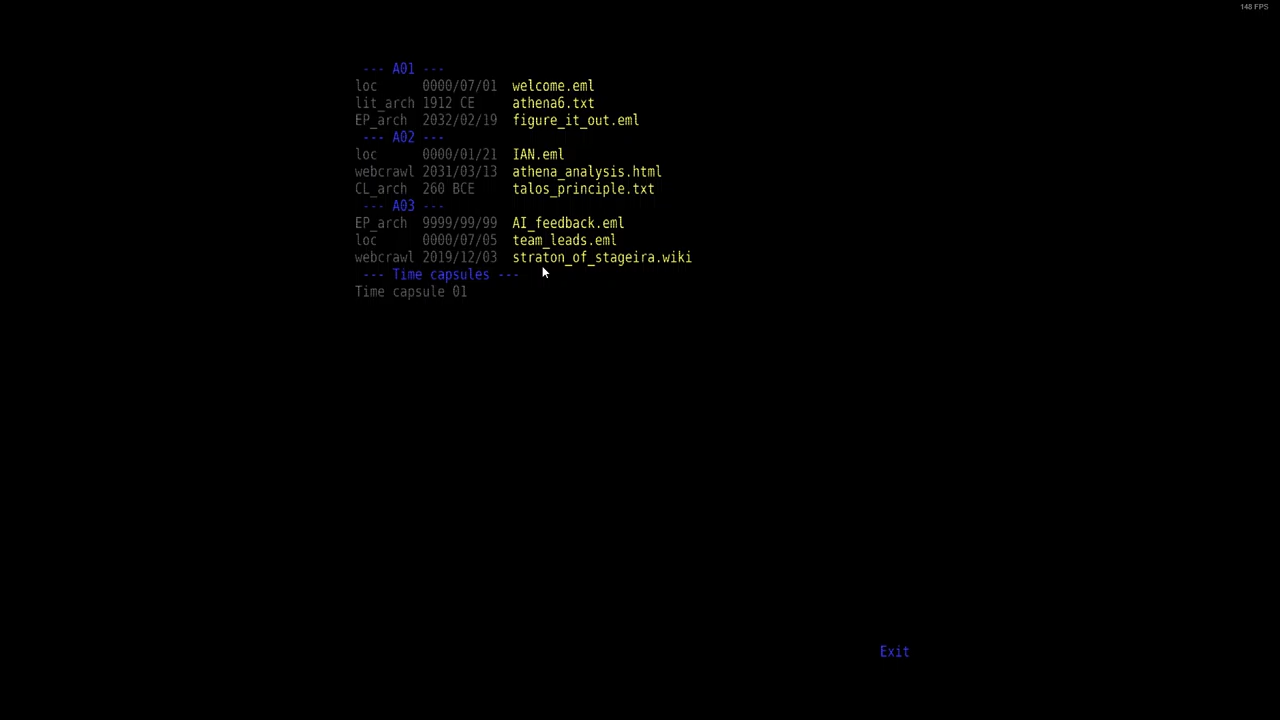 148 FPS
--- A01 ---
loc 0000/07/01 welcome.eml
lit_arch 1912 CE athena6.txt
EP_arch 2032/02/19 figure_it_out.eml
--- A02 ---
loc 0000/01/21 IAN.eml
webcrawl 2031/03/13 athena_analysis.html
CL_arch 260 BCE talos_principle.txt
--- A03 ---
EP_arch 9999/99/99 AI_feedback.eml
loc 0000/07/05 team_leads.eml
webcrawl 2019/12/03 straton_of_stageira.wiki
--- Time capsules ---
Time capsule 01
Exit